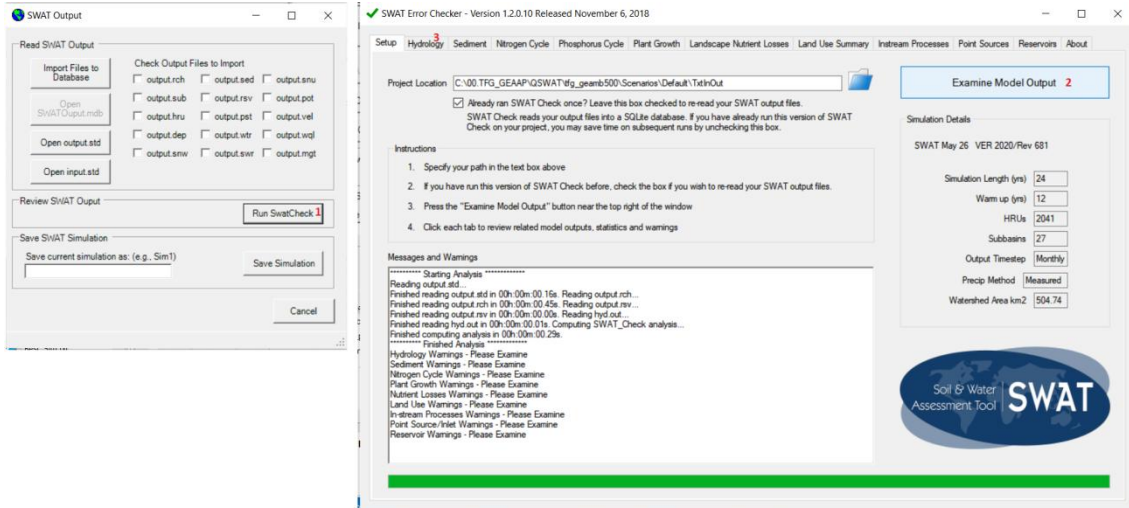 SWAT Output
Read SWAT Output
Import Files to
Database
Open
SWATOuput.mdb
Open output.std
Open input.std
Check Output Files to Import
output.rch output.sed output.snu
output.sub output.rsv output.pot
output.hru output.pst output.vel
output.dep output.wtr output.wql
output.snw output.swr output.mgt
Review SWAT Ouput
Run SwatCheck 1
Save SWAT Simulation
Save current simulation as: (e.g., Sim1)
Save Simulation
Cancel
SWAT Error Checker - Version 1.2.0.10 Released November 6, 2018
3
Setup Hydrology Sediment Nitrogen Cycle Phosphorus Cycle Plant Growth Landscape Nutrient Losses Land Use Summary Instream Processes Point Sources Reservoirs About
Project Location C:\00.TFG_GEAAP\QSWAT\tfg_geamb500\Scenarios\Default\TxtInOut
Already ran SWAT Check once? Leave this box checked to re-read your SWAT output files.
SWAT Check reads your output files into a SQLite database. If you have already run this version of SWAT
Check on your project, you may save time on subsequent runs by unchecking this box.
Instructions
1. Specify your path in the text box above
2. If you have run this version of SWAT Check before, check the box if you wish to re-read your SWAT output files.
3. Press the "Examine Model Output" button near the top right of the window
4. Click each tab to review related model outputs, statistics and warnings
Messages and Warnings
********** Starting Analysis *************
Reading output.std...
Finished reading output.std in 00h:00m:00.16s. Reading output.rch...
Finished reading output.rch in 00h:00m:00.45s. Reading output.rsv...
Finished reading output.rsv in 00h:00m:00.00s. Reading hyd.out...
Finished reading hyd.out in 00h:00m:00.01s. Computing SWAT_Check analysis...
Finished computing analysis in 00h:00m:00.29s.
********** Finished Analysis *************
Hydrology Warnings - Please Examine
Sediment Warnings - Please Examine
Nitrogen Cycle Warnings - Please Examine
Plant Growth Warnings - Please Examine
Nutrient Losses Warnings - Please Examine
Land Use Warnings - Please Examine
In-stream Processes Warnings - Please Examine
Point Source/Inlet Warnings - Please Examine
Reservoir Warnings - Please Examine
Examine Model Output 2
Simulation Details
SWAT May 26 VER 2020/Rev 681
Simulation Length (yrs) 24
Warm up (yrs) 12
HRUs 2041
Subbasins 27
Output Timestep Monthly
Precip Method Measured
Watershed Area km2 504.74
Soil & Water
Assessment Tool
SWAT